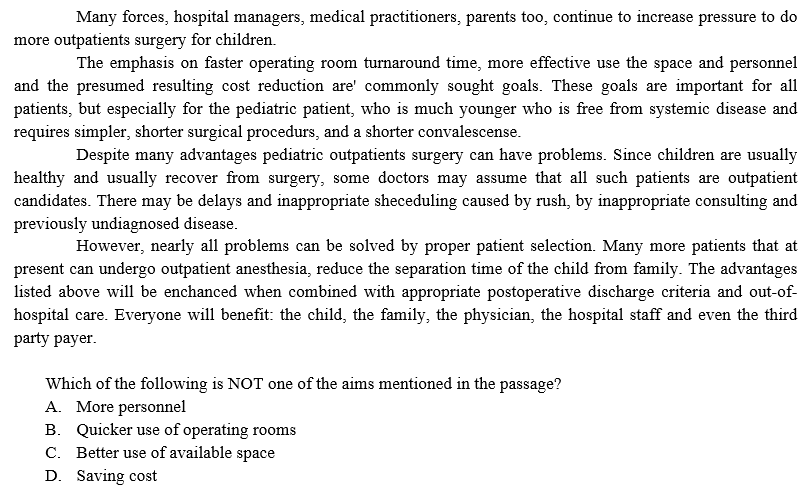 Many forces, hospital managers, medical practitioners, parents too, continue to increase pressure to do
more outpatients surgery for children.
The emphasis on faster operating room turnaround time, more effective use the space and personnel
and the presumed resulting cost reduction are' commonly sought goals. These goals are important for all
patients, but especially for the pediatric patient, who is much younger who is free from systemic disease and
requires simpler, shorter surgical procedurs, and a shorter convalescense.
Despite many advantages pediatric outpatients surgery can have problems. Since children are usually
healthy and usually recover from surgery, some doctors may assume that all such patients are outpatient
candidates. There may be delays and inappropriate sheceduling caused by rush, by inappropriate consulting and
previously undiagnosed disease.
However, nearly all problems can be solved by proper patient selection. Many more patients that at
present can undergo outpatient anesthesia, reduce the separation time of the child from family. The advantages
listed above will be enchanced when combined with appropriate postoperative discharge criteria and out-of-
hospital care. Everyone will benefit: the child, the family, the physician, the hospital staff and even the third
party payer.
Which of the following is NOT one of the aims mentioned in the passage?
A. More personnel
B. Quicker use of operating rooms
C. Better use of available space
D. Saving cost